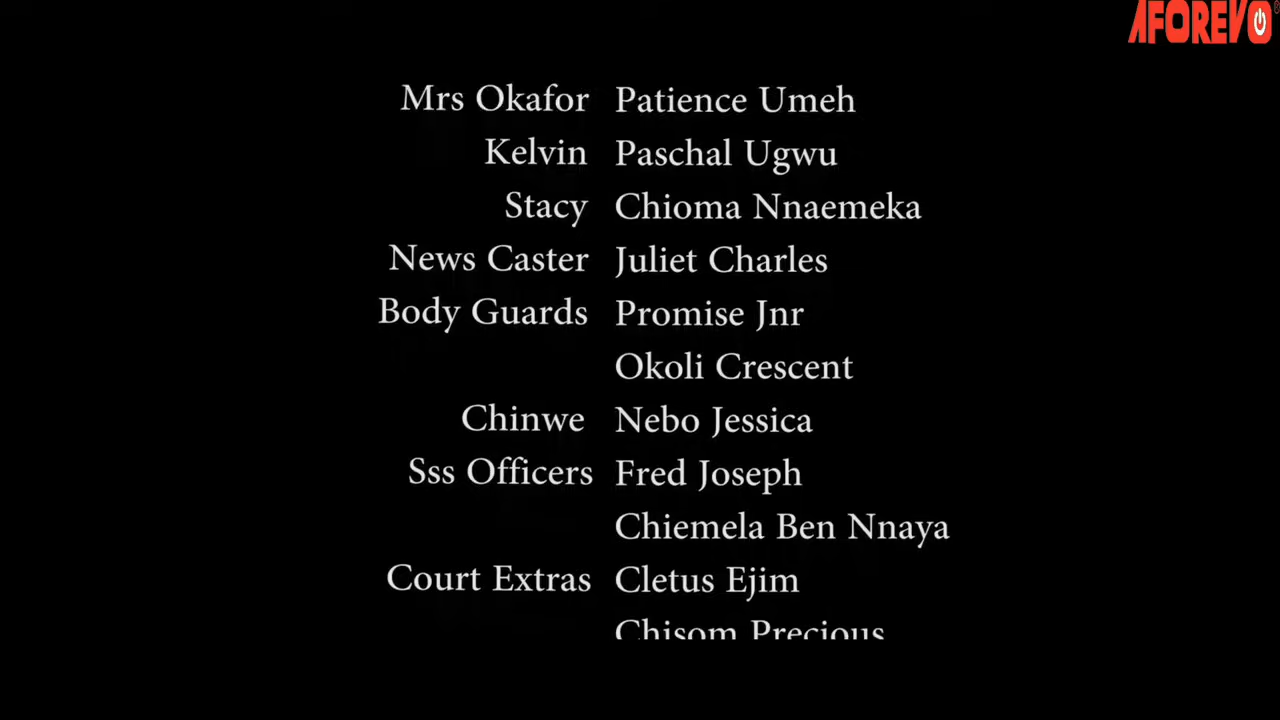 AFOREVO
Mrs Okafor Patience Umeh
Kelvin Paschal Ugwu
Stacy Chioma Nnaemeka
News Caster Juliet Charles
Body Guards Promise Jnr
Okoli Crescent
Chinwe Nebo Jessica
Sss Officers Fred Joseph
Chiemela Ben Nnaya
Court Extras Cletus Ejim
Chisom Precious